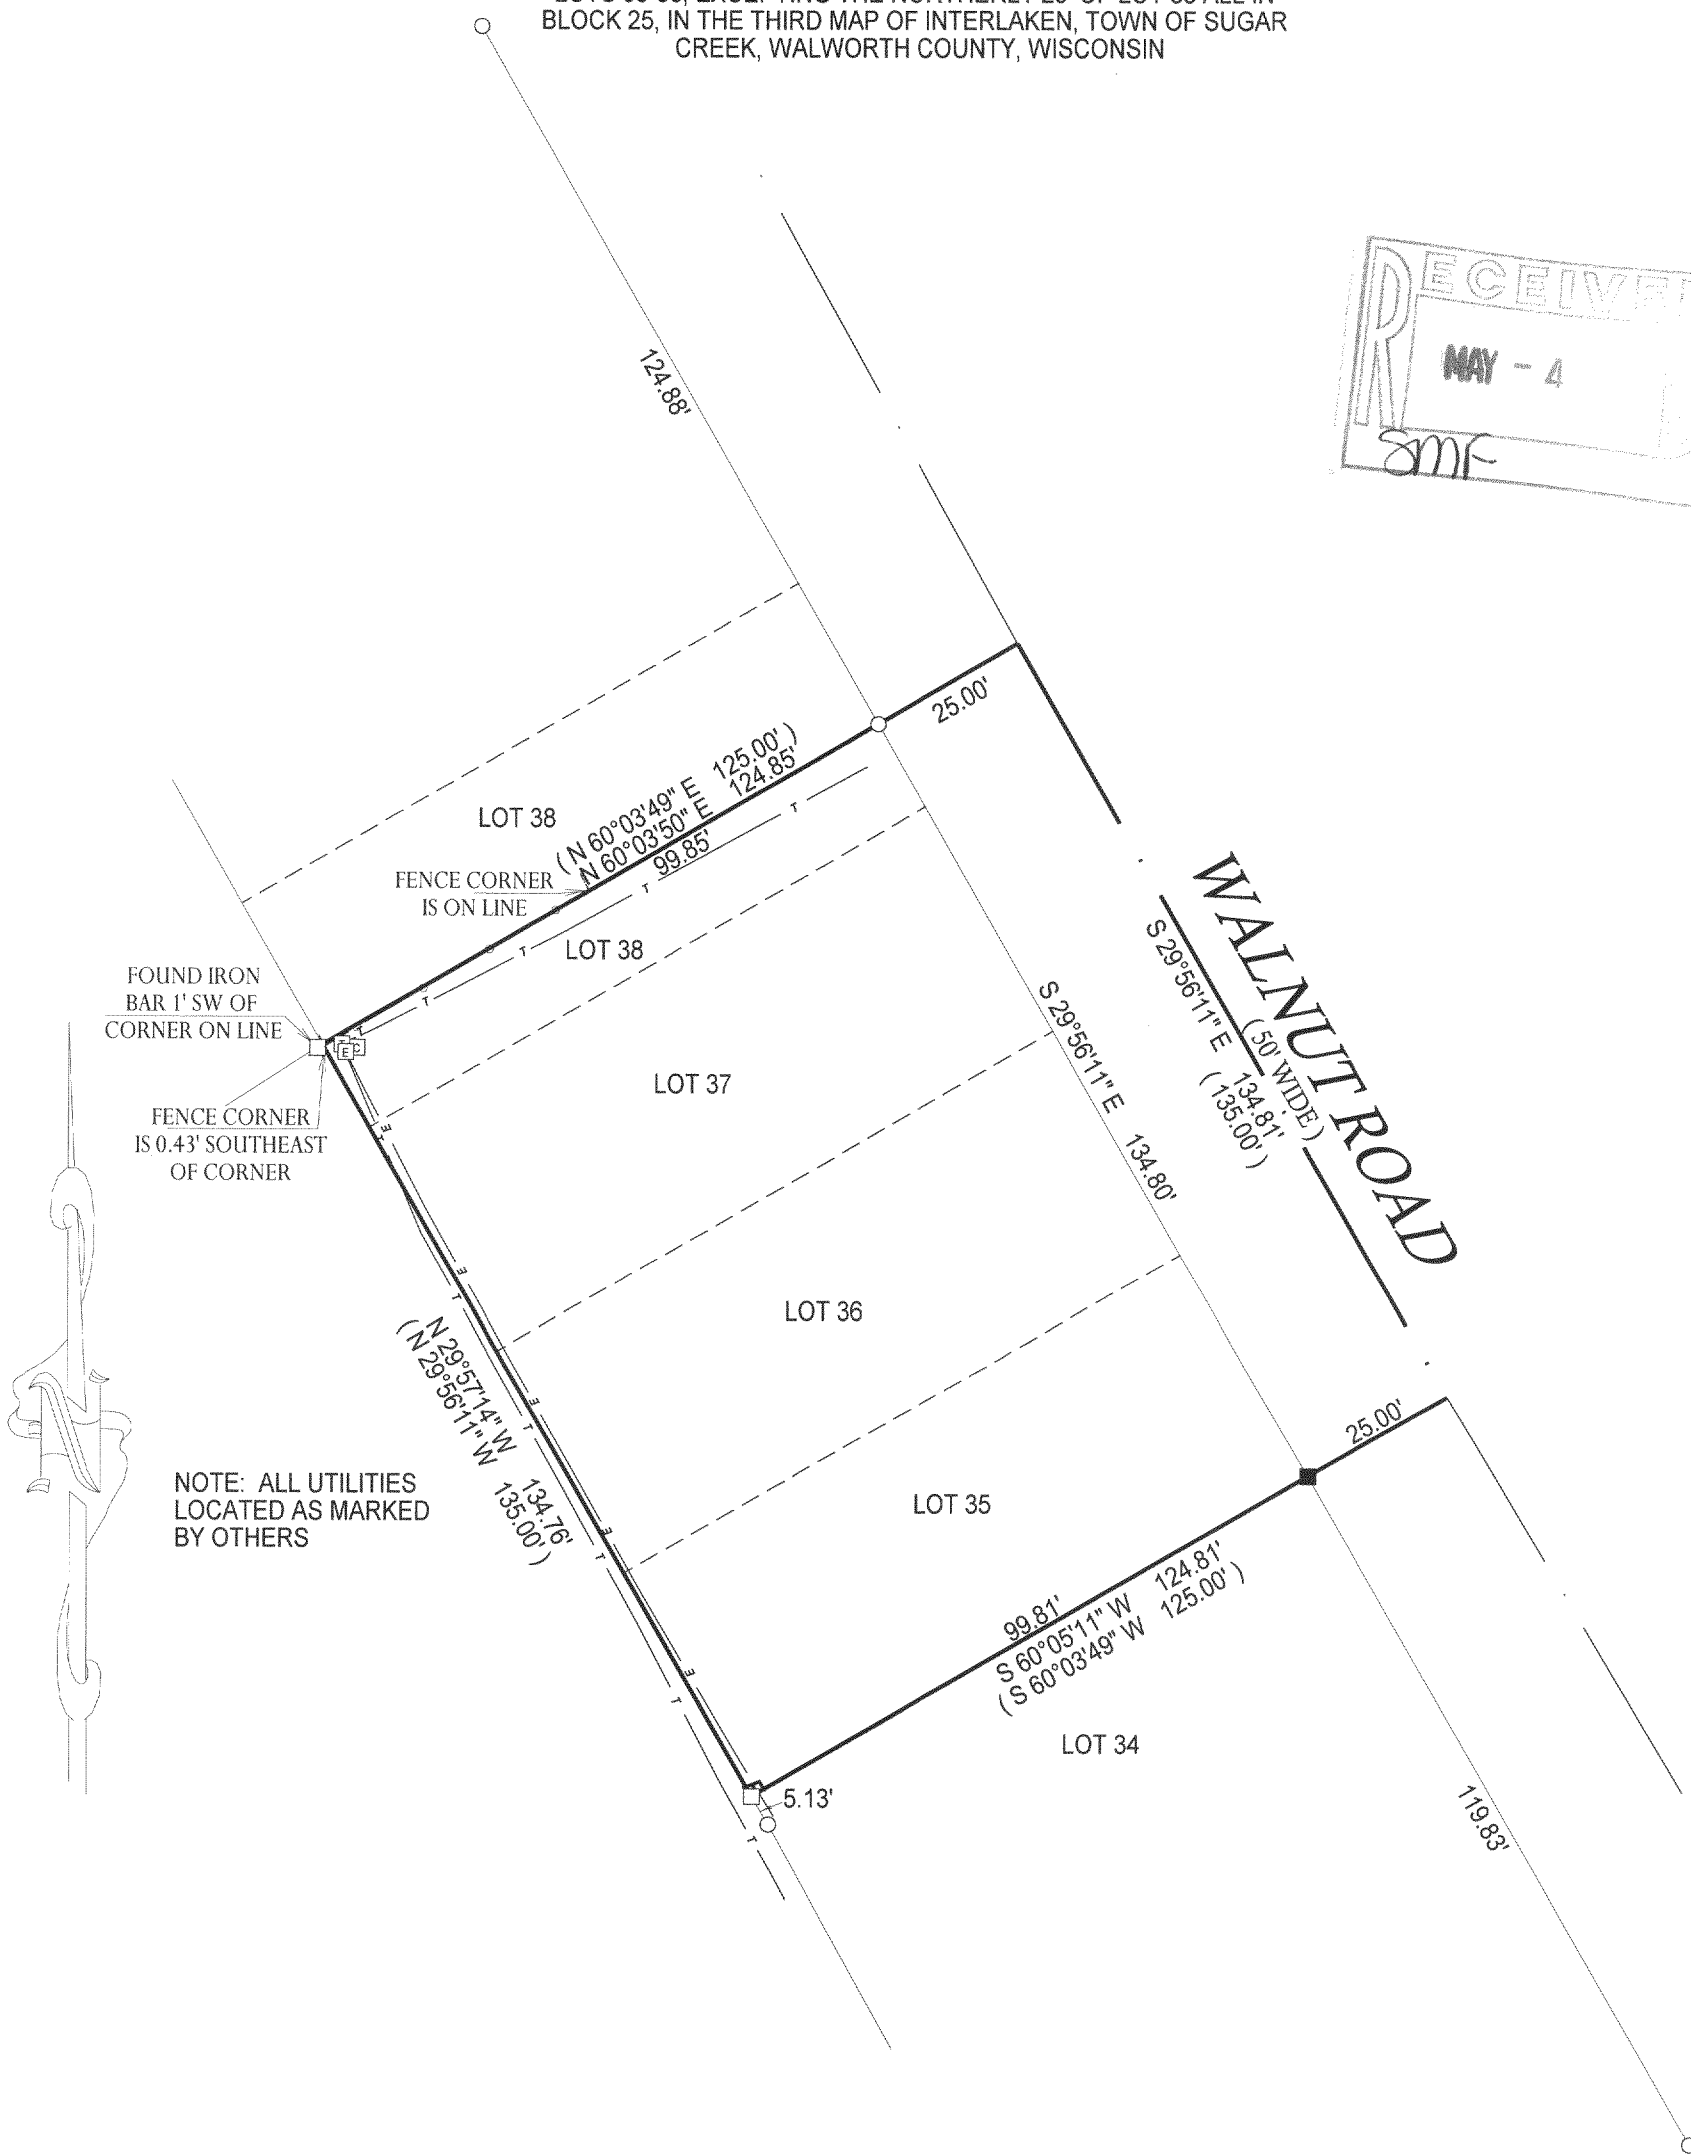 BLOCK 25, IN THE THIRD MAP OF INTERLAKEN, TOWN OF SUGAR
CREEK, WALWORTH COUNTY, WISCONSIN
RECEIVE
MAY - 4
SMF
124.88'
25.00'
( N 60°03'49" E 125.00' )
N 60°03'50" E 124.85'
99.85'
LOT 38
FENCE CORNER
IS ON LINE
LOT 38
FOUND IRON
BAR 1' SW OF
CORNER ON LINE
FENCE CORNER
IS 0.43' SOUTHEAST
OF CORNER
LOT 37
WALNUT ROAD
( 50' WIDE )
S 29°56'11" E 134.81'
( 135.00' )
S 29°56'11" E 134.80'
LOT 36
N 29°57'14" W 134.76'
( N 29°56'11" W 135.00' )
NOTE: ALL UTILITIES
LOCATED AS MARKED
BY OTHERS
LOT 35
25.00'
99.81'
S 60°05'11" W 124.81'
( S 60°03'49" W 125.00' )
LOT 34
5.13'
119.83'
T
T
T
T
T
E
C
E
E
T
E
T
E
T
E
T
T